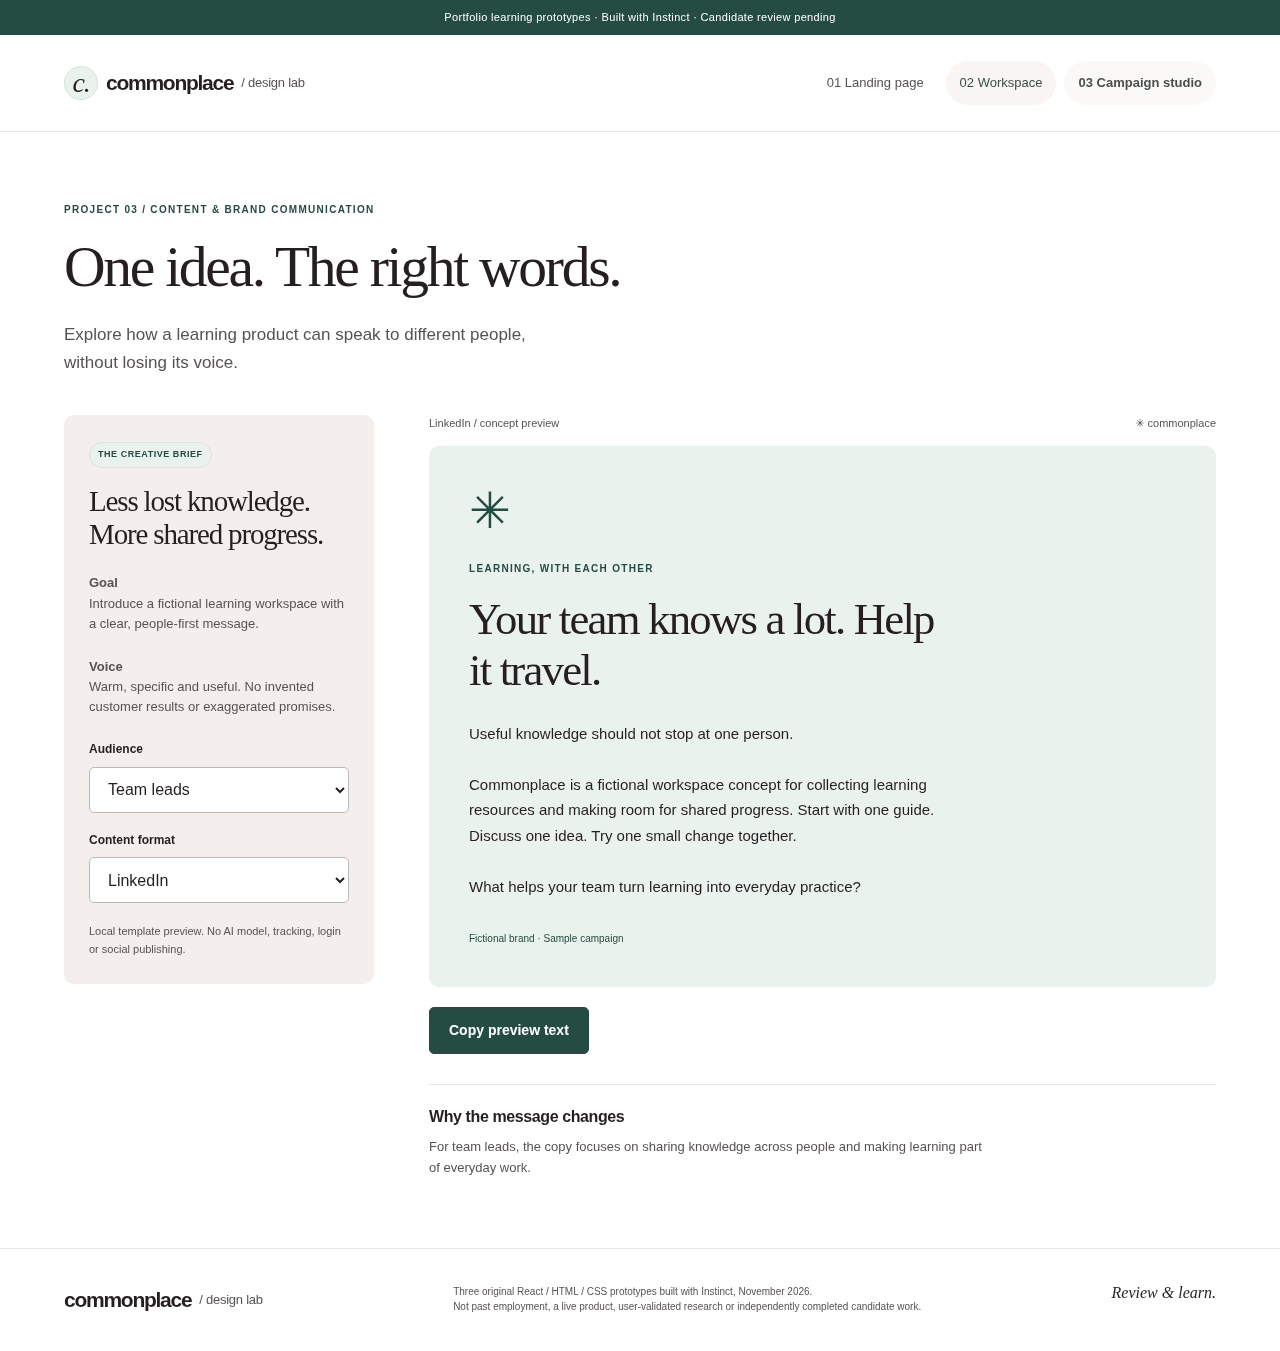 Portfolio learning prototypes · Built with Instinct · Candidate review pending
c. commonplace / design lab
01 Landing page
02 Workspace
03 Campaign studio
PROJECT 03 / CONTENT & BRAND COMMUNICATION
One idea. The right words.
Explore how a learning product can speak to different people,
without losing its voice.
THE CREATIVE BRIEF
Less lost knowledge.
More shared progress.
Goal
Introduce a fictional learning workspace with
a clear, people-first message.
Voice
Warm, specific and useful. No invented
customer results or exaggerated promises.
Audience
Team leads
Content format
LinkedIn
Local template preview. No AI model, tracking, login
or social publishing.
LinkedIn / concept preview
✳ commonplace
✳
LEARNING, WITH EACH OTHER
Your team knows a lot. Help
it travel.
Useful knowledge should not stop at one person.
Commonplace is a fictional workspace concept for collecting learning
resources and making room for shared progress. Start with one guide.
Discuss one idea. Try one small change together.
What helps your team turn learning into everyday practice?
Fictional brand · Sample campaign
Copy preview text
Why the message changes
For team leads, the copy focuses on sharing knowledge across people and making learning part
of everyday work.
commonplace / design lab
Three original React / HTML / CSS prototypes built with Instinct, November 2026.
Not past employment, a live product, user-validated research or independently completed candidate work.
Review & learn.